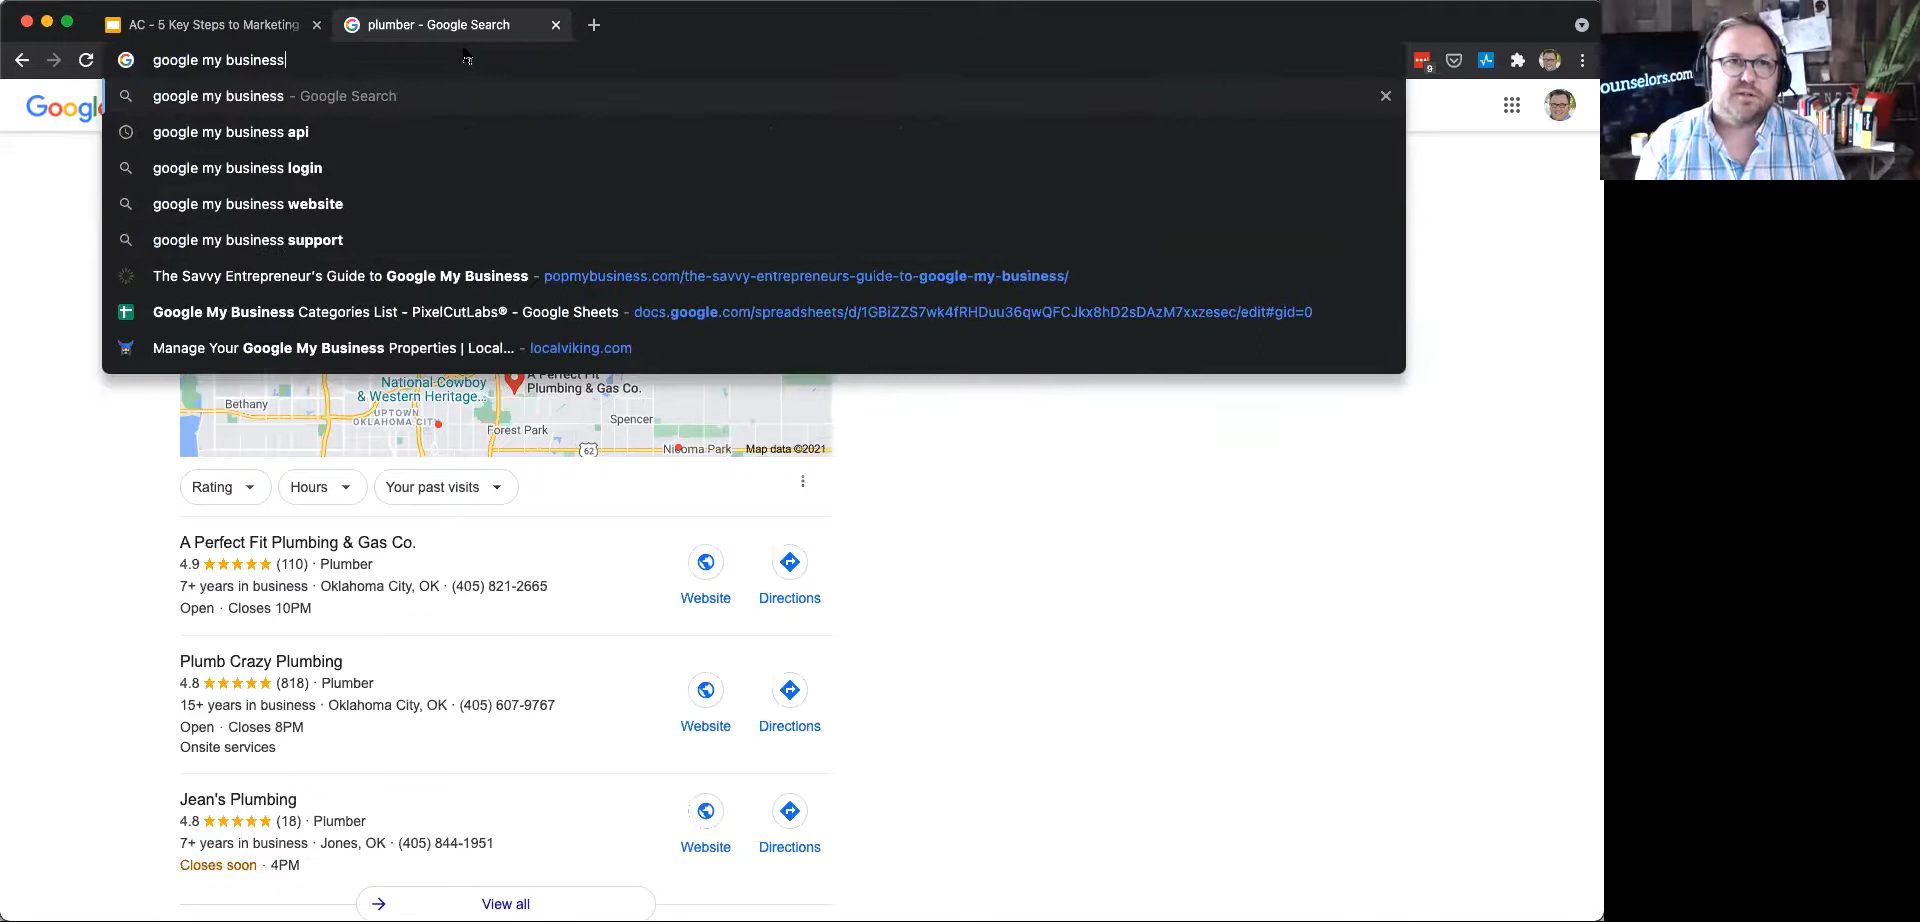 AC - 5 Key Steps to Marketing
plumber - Google Search
google my business
9
Google
google my business - Google Search
google my business api
google my business login
google my business website
google my business support
The Savvy Entrepreneur's Guide to Google My Business - popmybusiness.com/the-savvy-entrepreneurs-guide-to-google-my-business/
Google My Business Categories List - PixelCutLabs® - Google Sheets - docs.google.com/spreadsheets/d/1GBiZZS7wk4fRHDuu36qwQFCJkx8hD2sDAzM7xxzesec/edit#gid=0
Manage Your Google My Business Properties | Local... - localviking.com
ounselors.com
National Cowboy
& Western Heritage...
A Perfect Fit
Plumbing & Gas Co.
Bethany
UPTOWN
OKLAHOMA CITY
Forest Park
Spencer
62
Nicoma Park
Map data ©2021
Rating
Hours
Your past visits
A Perfect Fit Plumbing & Gas Co.
4.9 ★★★★★ (110) · Plumber
7+ years in business · Oklahoma City, OK · (405) 821-2665
Open · Closes 10PM
Website
Directions
Plumb Crazy Plumbing
4.8 ★★★★★ (818) · Plumber
15+ years in business · Oklahoma City, OK · (405) 607-9767
Open · Closes 8PM
Onsite services
Website
Directions
Jean's Plumbing
4.8 ★★★★★ (18) · Plumber
7+ years in business · Jones, OK · (405) 844-1951
Closes soon · 4PM
Website
Directions
View all